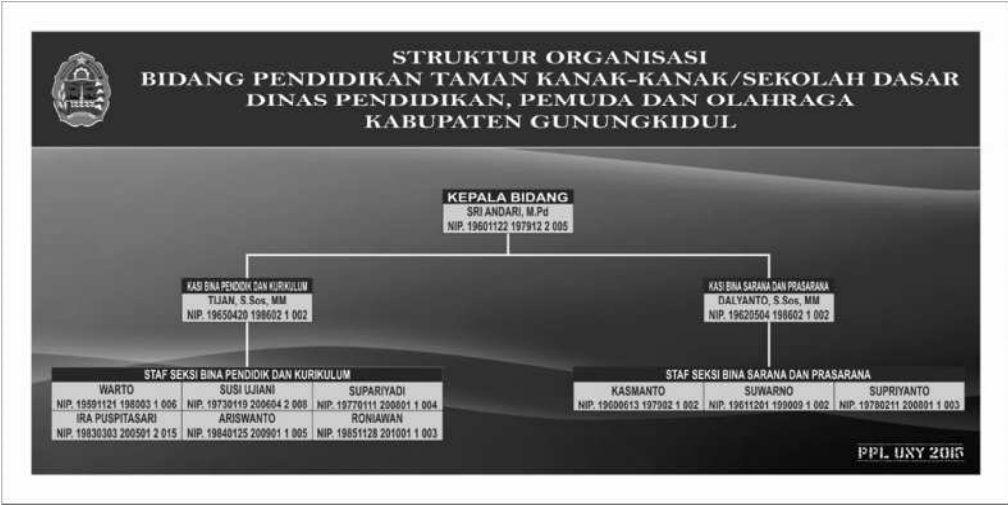 STRUKTUR ORGANISASI
BIDANG PENDIDIKAN TAMAN KANAK-KANAK/SEKOLAH DASAR
DINAS PENDIDIKAN, PEMUDA DAN OLAHRAGA
KABUPATEN GUNUNGKIDUL
KEPALA BIDANG
SRI ANDARI, M.Pd
NIP. 19601122 197912 2 005
KASI BINA PENDIDIK DAN KURIKULUM
TIJAN, S.Sos, MM
NIP. 19650420 198602 1 002
KASI BINA SARANA DAN PRASARANA
DALYANTO, S.Sos, MM
NIP. 19620504 198602 1 002
STAF SEKSI BINA PENDIDIK DAN KURIKULUM
WARTO SUSI UJIANI SUPARIYADI
NIP. 19591121 198003 1 006 NIP. 19730119 200604 2 008 NIP. 19770111 200801 1 004
IRA PUSPITASARI ARISWANTO RONIAWAN
NIP. 19830303 200501 2 015 NIP. 19840125 200901 1 005 NIP. 19851128 201001 1 003
STAF SEKSI BINA SARANA DAN PRASARANA
KASMANTO SUWARNO SUPRIYANTO
NIP. 19600613 197902 1 002 NIP. 19611201 199009 1 002 NIP. 19780211 200801 1 003
PPL UNY 2015